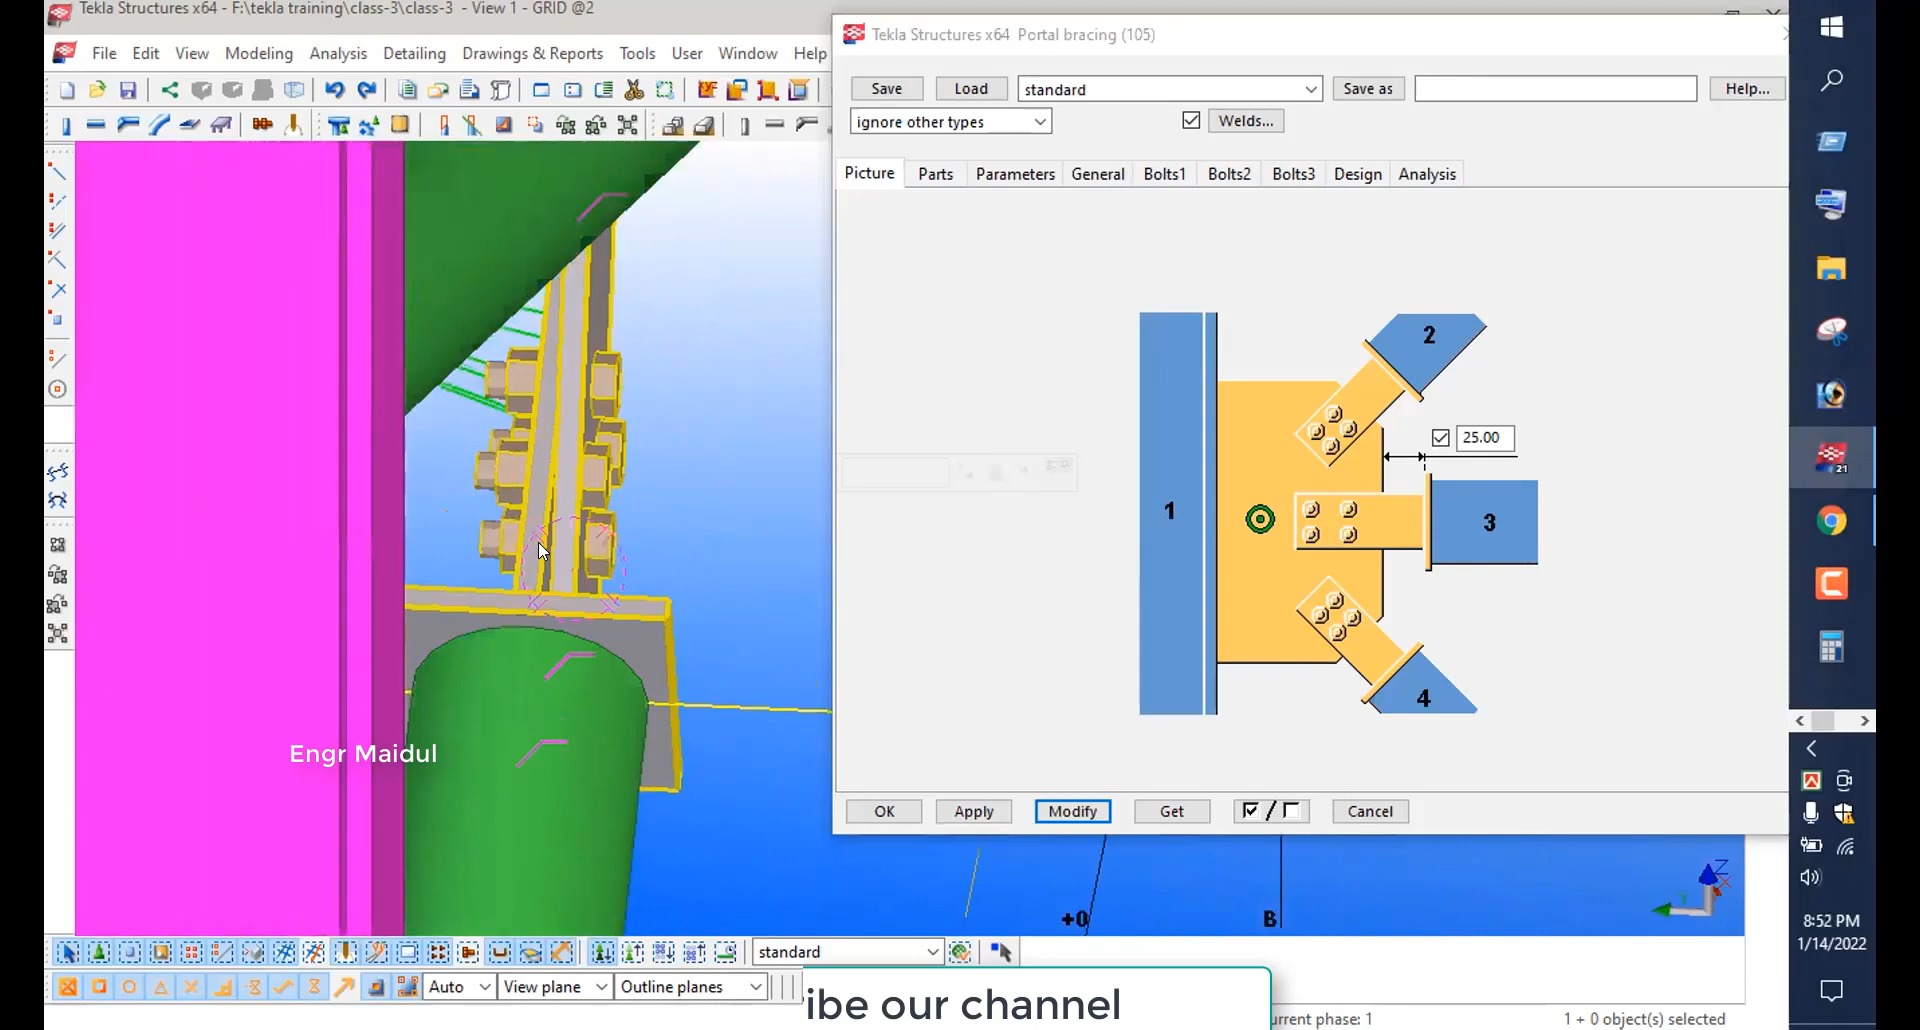 Tekla Structures x64 - F:\tekla training\class-3\class-3 - View 1 - GRID @2
File Edit View Modeling Analysis Detailing Drawings & Reports Tools User Window Help
Tekla Structures x64 Portal bracing (105)
Save Load standard Save as Help...
ignore other types Welds...
Picture Parts Parameters General Bolts1 Bolts2 Bolts3 Design Analysis
2
25.00
1
3
4
Engr Maidul
OK Apply Modify Get / Cancel
+0 B
Z
21
8:52 PM
1/14/2022
standard
Auto View plane Outline planes
ibe our channel
urrent phase: 1 1 + 0 object(s) selected